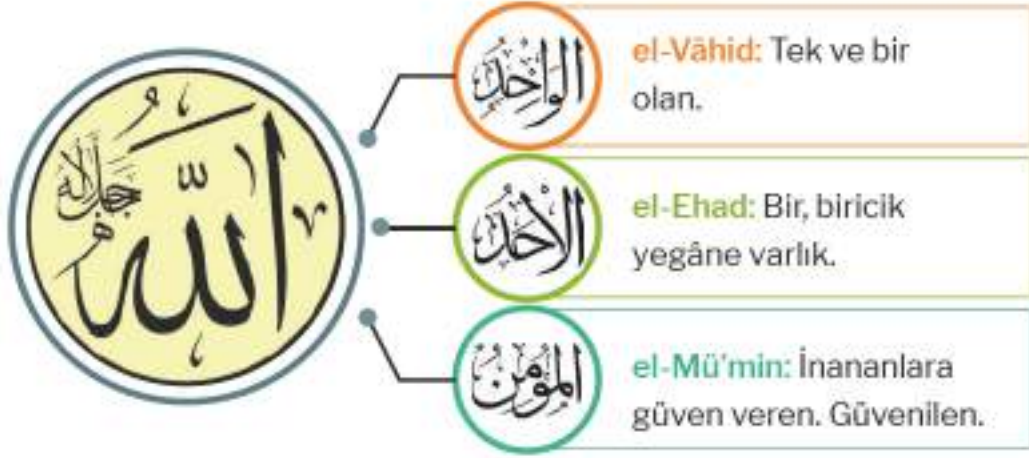 الله
جل جلاله
الواحد
el-Vâhid: Tek ve bir
olan.
الأحد
el-Ehad: Bir, biricik
yegâne varlık.
المؤمن
el-Mü'min: İnananlara
güven veren. Güvenilen.